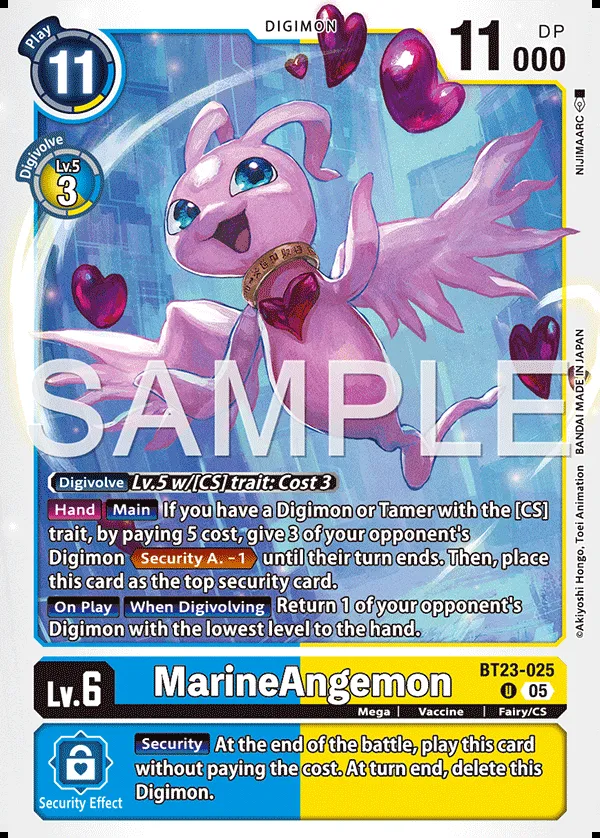 DIGIMON
Play
11
11000 DP
Digivolve
Lv.5
3
NIJIMAARC
SAMPLE
©Akiyoshi Hongo, Toei Animation BANDAI MADE IN JAPAN
Digivolve Lv.5 w/[CS] trait: Cost 3
Hand Main If you have a Digimon or Tamer with the [CS]
trait, by paying 5 cost, give 3 of your opponent's
Digimon Security A. -1 until their turn ends. Then, place
this card as the top security card.
On Play When Digivolving Return 1 of your opponent's
Digimon with the lowest level to the hand.
Lv.6
MarineAngemon
BT23-025
U 05
Mega | Vaccine | Fairy/CS
Security At the end of the battle, play this card
without paying the cost. At turn end, delete this
Digimon.
Security Effect